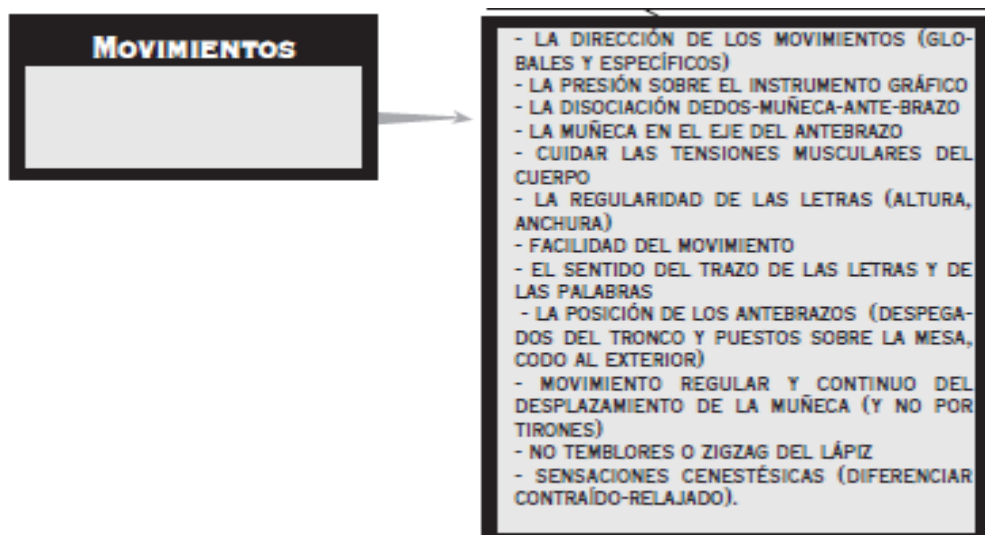 MOVIMIENTOS
- LA DIRECCIÓN DE LOS MOVIMIENTOS (GLO-
BALES Y ESPECÍFICOS)
- LA PRESIÓN SOBRE EL INSTRUMENTO GRÁFICO
- LA DISOCIACIÓN DEDOS-MUÑECA-ANTE-BRAZO
- LA MUÑECA EN EL EJE DEL ANTEBRAZO
- CUIDAR LAS TENSIONES MUSCULARES DEL
CUERPO
- LA REGULARIDAD DE LAS LETRAS (ALTURA,
ANCHURA)
- FACILIDAD DEL MOVIMIENTO
- EL SENTIDO DEL TRAZO DE LAS LETRAS Y DE
LAS PALABRAS
- LA POSICIÓN DE LOS ANTEBRAZOS (DESPEGA-
DOS DEL TRONCO Y PUESTOS SOBRE LA MESA,
CODO AL EXTERIOR)
- MOVIMIENTO REGULAR Y CONTINUO DEL
DESPLAZAMIENTO DE LA MUÑECA (Y NO POR
TIRONES)
- NO TEMBLORES O ZIGZAG DEL LÁPIZ
- SENSACIONES CENESTÉSICAS (DIFERENCIAR
CONTRAÍDO-RELAJADO).